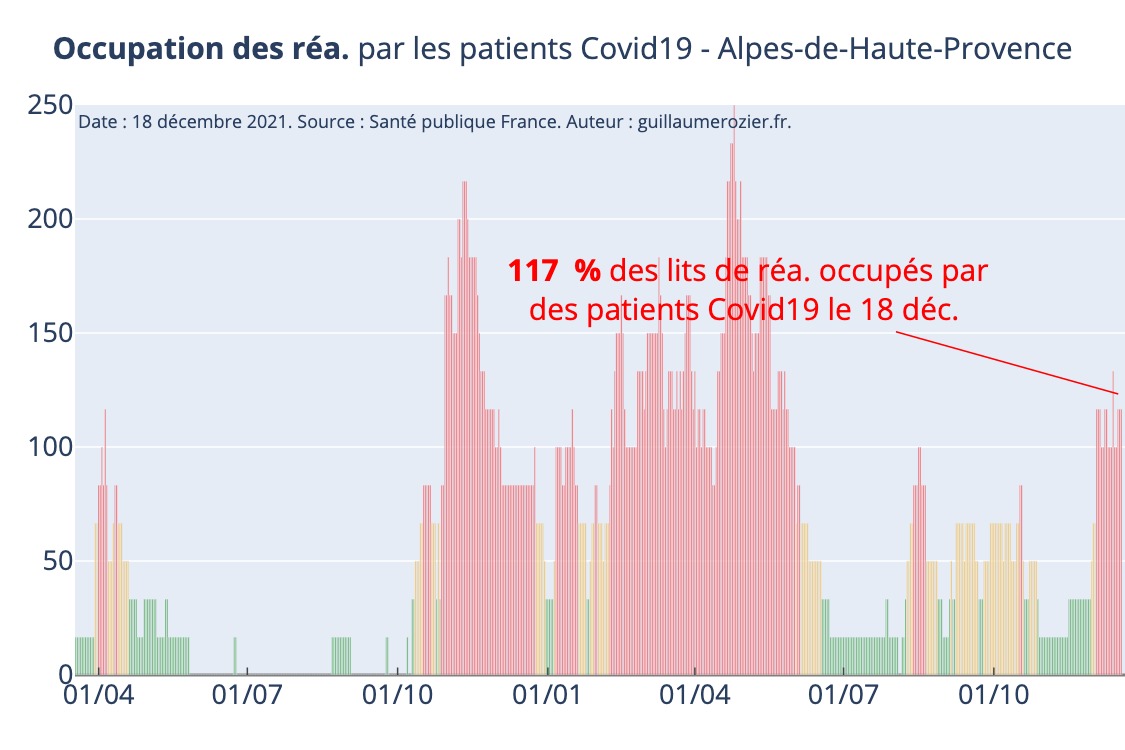 Occupation des réa. par les patients Covid19 - Alpes-de-Haute-Provence
250
Date : 18 décembre 2021. Source : Santé publique France. Auteur : guillaumerozier.fr.
200
117 % des lits de réa. occupés par
des patients Covid19 le 18 déc.
150
100
50
0
01/04 01/07 01/10 01/01 01/04 01/07 01/10